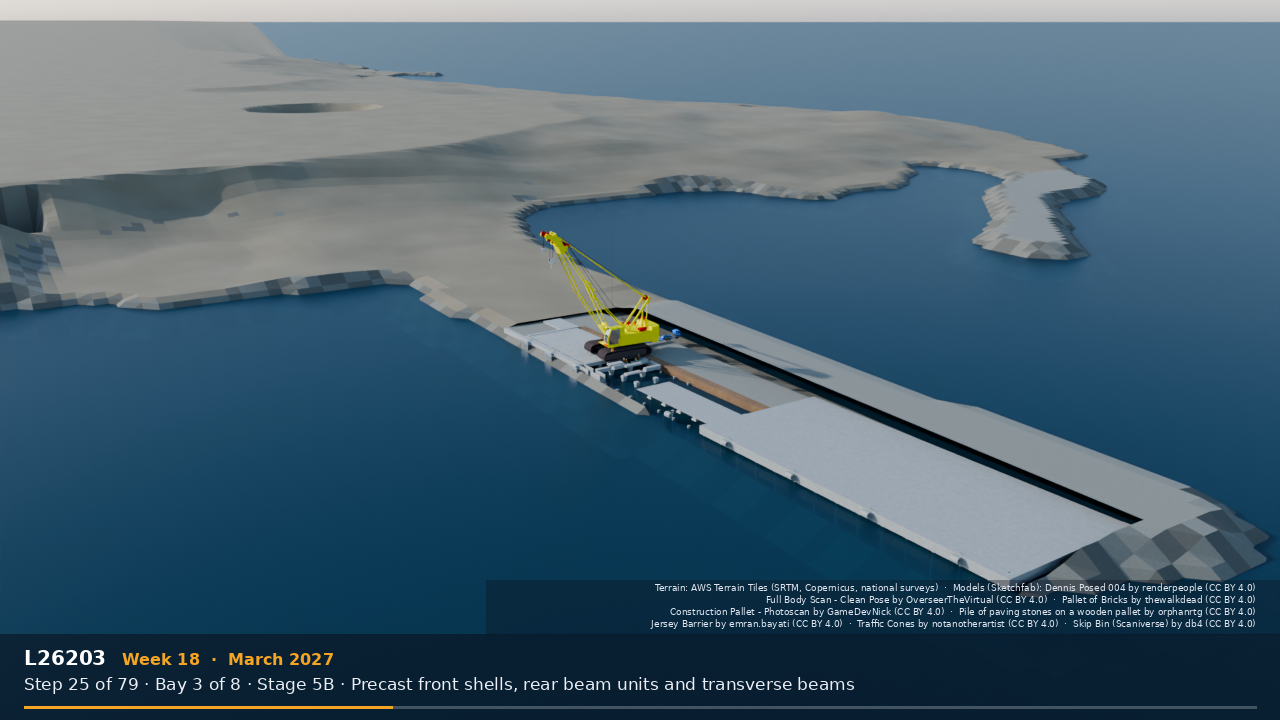 Terrain: AWS Terrain Tiles (SRTM, Copernicus, national surveys)  ·  Models (Sketchfab): Dennis Posed 004 by renderpeople (CC BY 4.0)
Full Body Scan - Clean Pose by OverseerTheVirtual (CC BY 4.0)  ·  Pallet of Bricks by thewalkdead (CC BY 4.0)
Construction Pallet - Photoscan by GameDevNick (CC BY 4.0)  ·  Pile of paving stones on a wooden pallet by orphanrtg (CC BY 4.0)
Jersey Barrier by emran.bayati (CC BY 4.0)  ·  Traffic Cones by notanotherartist (CC BY 4.0)  ·  Skip Bin (Scaniverse) by db4 (CC BY 4.0)
L26203 Week 18 · March 2027
Step 25 of 79 · Bay 3 of 8 · Stage 5B · Precast front shells, rear beam units and transverse beams